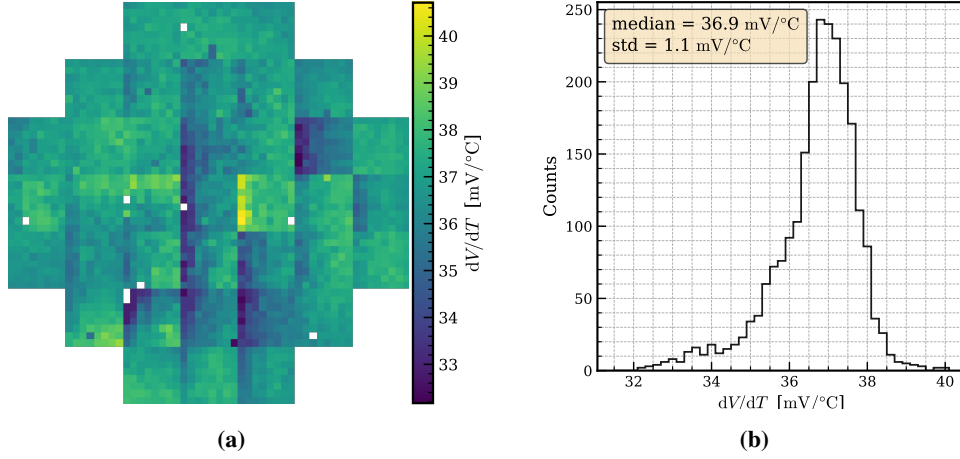 40
39
38
37
36
35
34
33
dV/dT [mV/°C]
(a)
median = 36.9 mV/°C
std = 1.1 mV/°C
250
200
150
100
50
0
Counts
32
34
36
38
40
dV/dT [mV/°C]
(b)